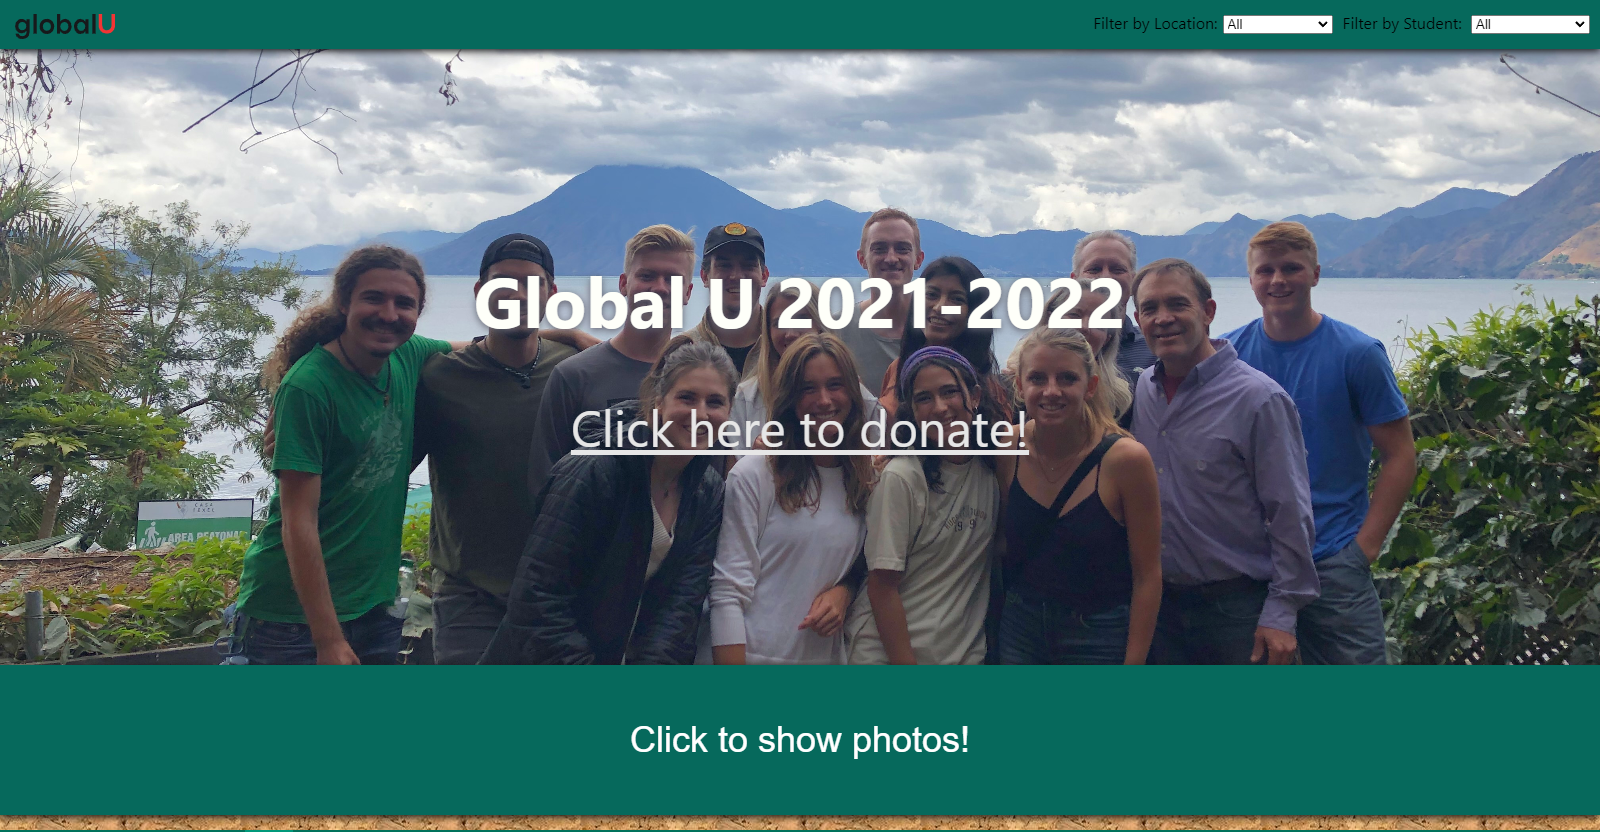 globalU
Filter by Location: All
Filter by Student: All
Global U 2021-2022
Click here to donate!
CASA
AREA PEATONAL
Click to show photos!